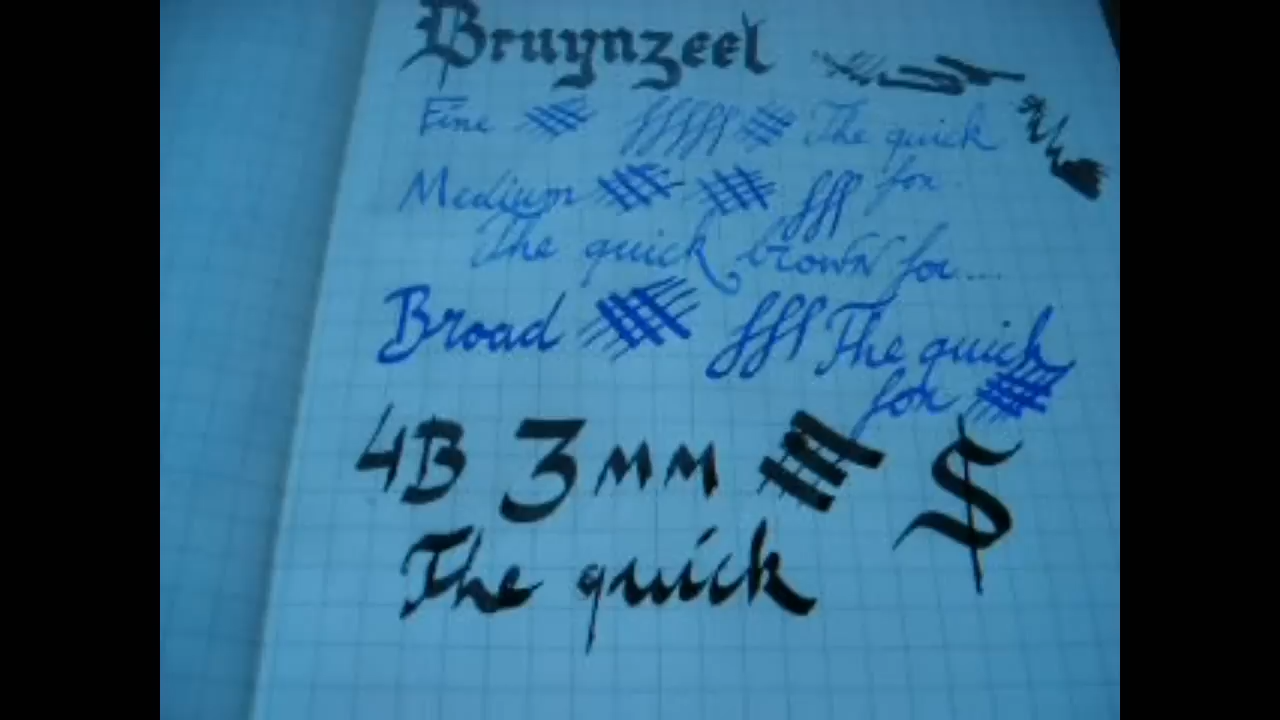 Bruynzeel
Fine The quick
fox.
Medium
The quick brown fox....
Broad The quick
fox
4B 3mm $
The quick